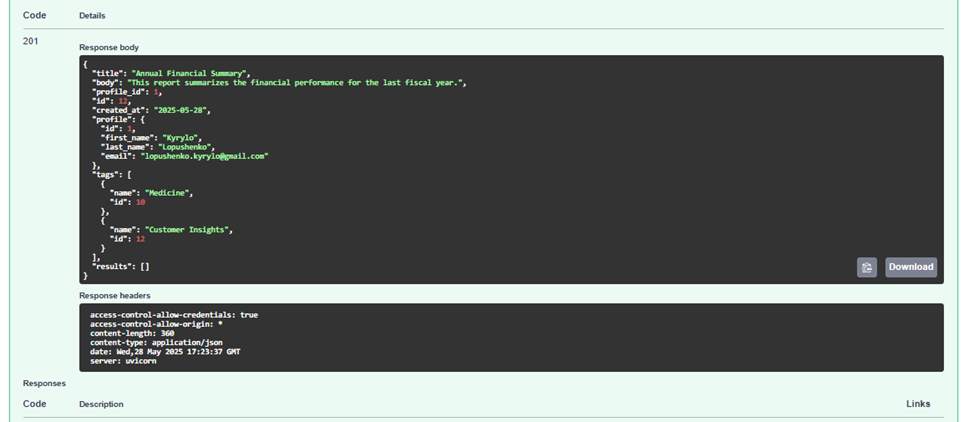 Code Details
201
Response body
{
"title": "Annual Financial Summary",
"body": "This report summarizes the financial performance for the last fiscal year.",
"profile_id": 1,
"id": 12,
"created_at": "2025-05-28",
"profile": {
"id": 1,
"first_name": "Kyrylo",
"last_name": "Lopushenko",
"email": "lopushenko.kyrylo@gmail.com"
},
"tags": [
{
"name": "Medicine",
"id": 10
},
{
"name": "Customer Insights",
"id": 12
}
],
"results": []
}
Download
Response headers
access-control-allow-credentials: true
access-control-allow-origin: *
content-length: 360
content-type: application/json
date: Wed,28 May 2025 17:23:37 GMT
server: uvicorn
Responses
Code Description Links